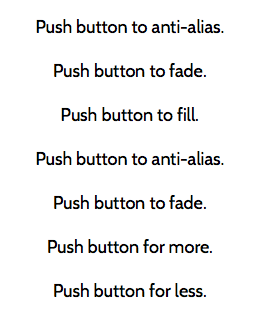 Push button to anti-alias.
Push button to fade.
Push button to fill.
Push button to anti-alias.
Push button to fade.
Push button for more.
Push button for less.